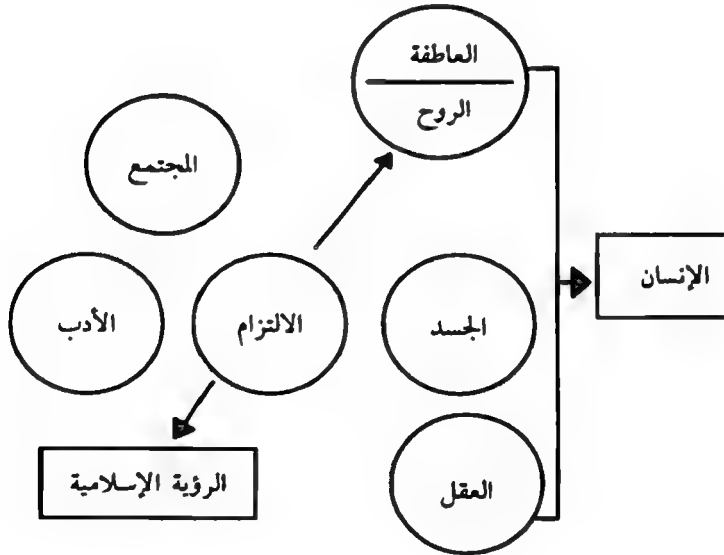 العاطفة
الروح
المجتمع
الإنسان
الجسد
الالتزام
الأدب
العقل
الرؤية الإسلامية